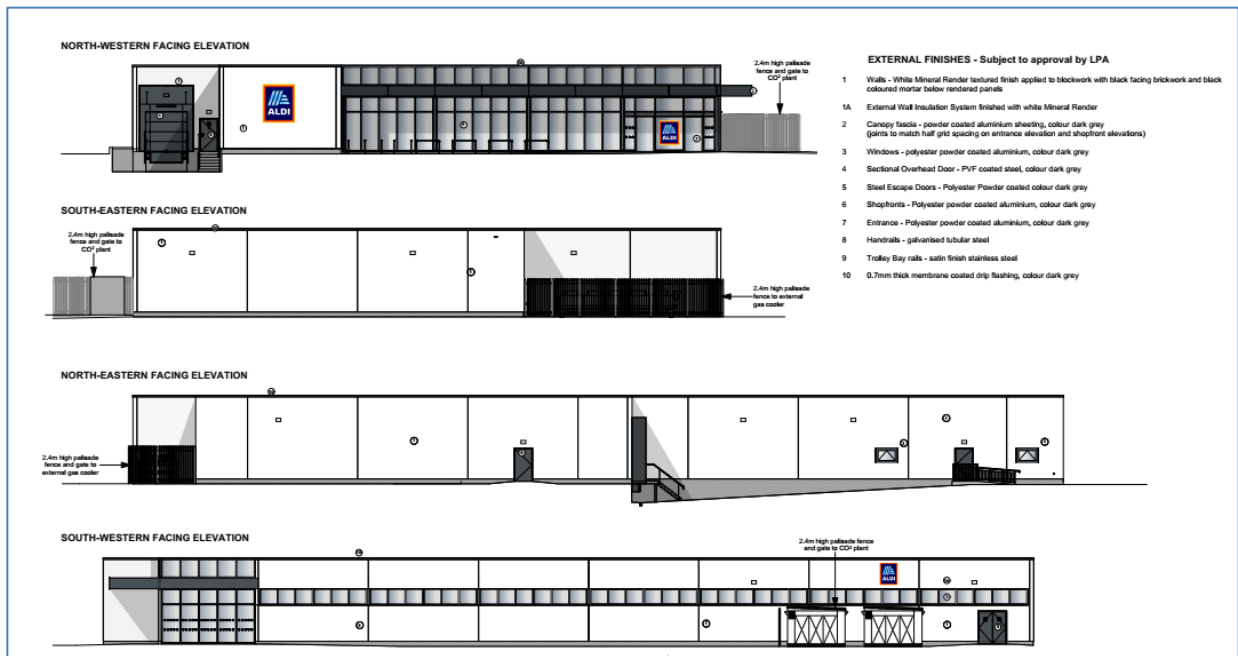 NORTH-WESTERN FACING ELEVATION
2.4m high palisade
fence and gate to
CO² plant
ALDI
ALDI
SOUTH-EASTERN FACING ELEVATION
2.4m high palisade
fence and gate to
CO² plant
2.4m high palisade
fence to external
gas cooler
NORTH-EASTERN FACING ELEVATION
2.4m high palisade
fence and gate to
external gas cooler
SOUTH-WESTERN FACING ELEVATION
2.4m high palisade fence
and gate to CO² plant
ALDI
EXTERNAL FINISHES - Subject to approval by LPA
1 Walls - White Mineral Render textured finish applied to blockwork with black facing brickwork and black
coloured mortar below rendered panels
1A External Wall Insulation System finished with white Mineral Render
2 Canopy fascia - powder coated aluminium sheeting, colour dark grey
(joints to match half grid spacing on entrance elevation and shopfront elevations)
3 Windows - polyester powder coated aluminium, colour dark grey
4 Sectional Overhead Door - PVF coated steel, colour dark grey
5 Steel Escape Doors - Polyester Powder coated colour dark grey
6 Shopfronts - Polyester powder coated aluminium, colour dark grey
7 Entrance - Polyester powder coated aluminium, colour dark grey
8 Handrails - galvanised tubular steel
9 Trolley Bay rails - satin finish stainless steel
10 0.7mm thick membrane coated drip flashing, colour dark grey